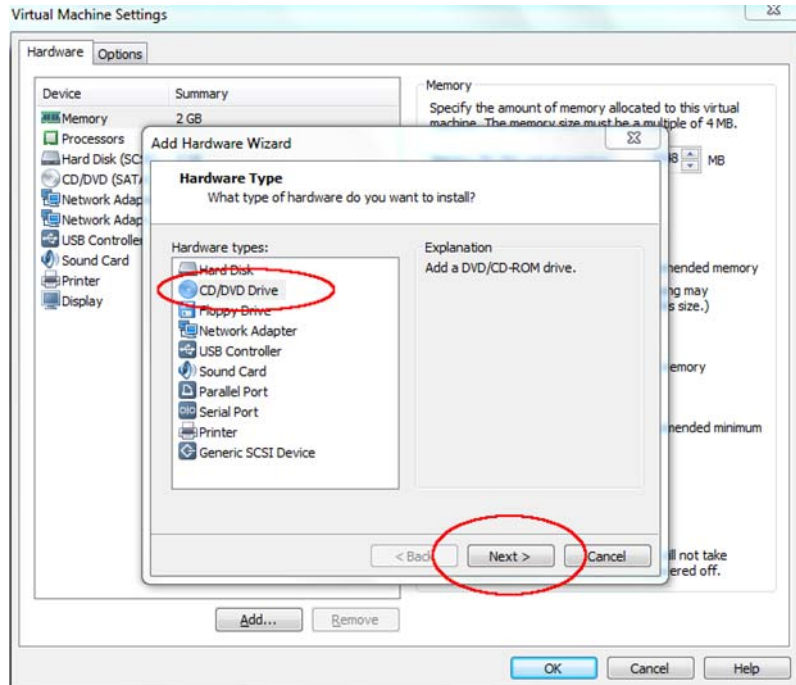 Virtual Machine Settings
Hardware Options
Device Summary
Memory 2 GB
Processors
Hard Disk (SC
CD/DVD (SATA
Network Adap
Network Adap
USB Controller
Sound Card
Printer
Display
Memory
Specify the amount of memory allocated to this virtual
machine. The memory size must be a multiple of 4 MB.
MB
ended memory
ng may
s size.)
emory
mended minimum
ill not take
ered off.
Add Hardware Wizard
Hardware Type
What type of hardware do you want to install?
Hardware types:
Hard Disk
CD/DVD Drive
Floppy Drive
Network Adapter
USB Controller
Sound Card
Parallel Port
Serial Port
Printer
Generic SCSI Device
Explanation
Add a DVD/CD-ROM drive.
< Back Next > Cancel
Add... Remove
OK Cancel Help